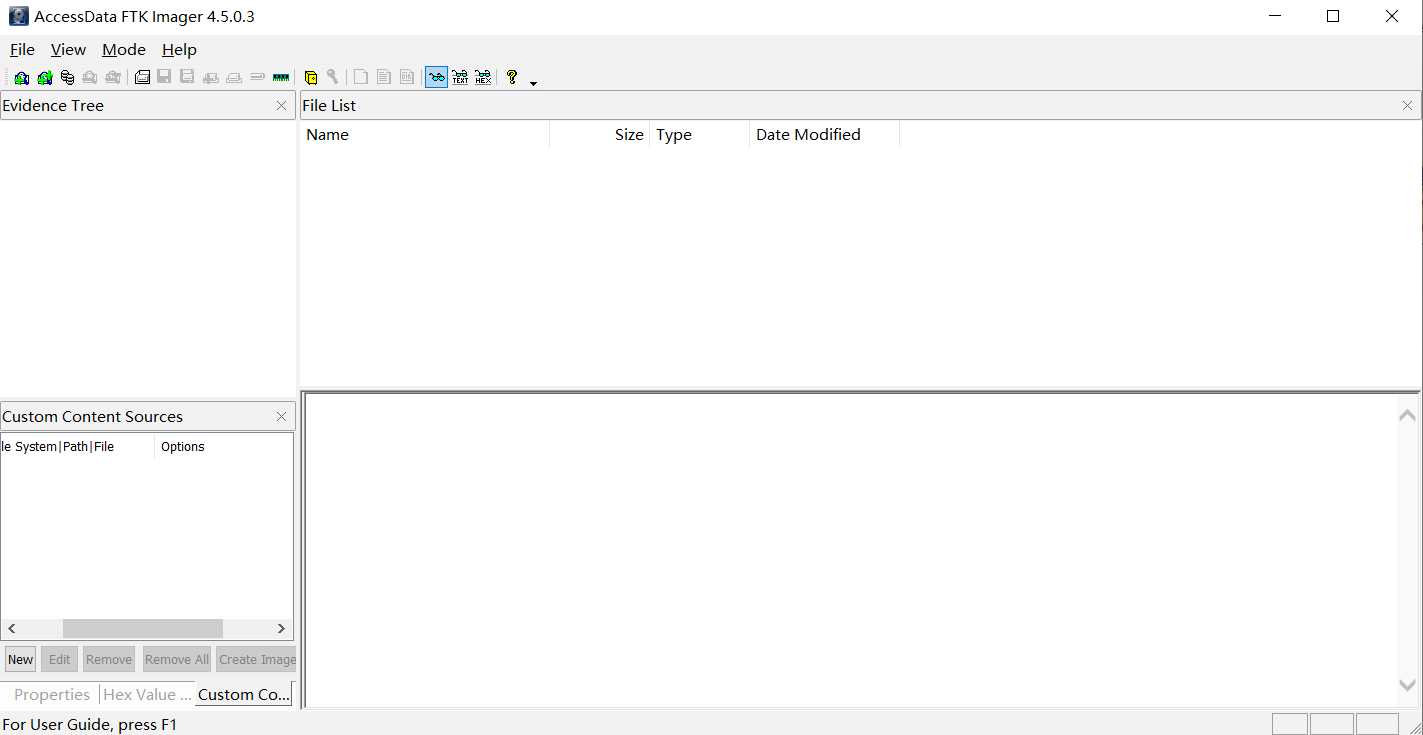 AccessData FTK Imager 4.5.0.3
File View Mode Help
TEXT HEX
Evidence Tree
File List
Name Size Type Date Modified
Custom Content Sources
le System|Path|File Options
New Edit Remove Remove All Create Image
Properties Hex Value ... Custom Co...
For User Guide, press F1